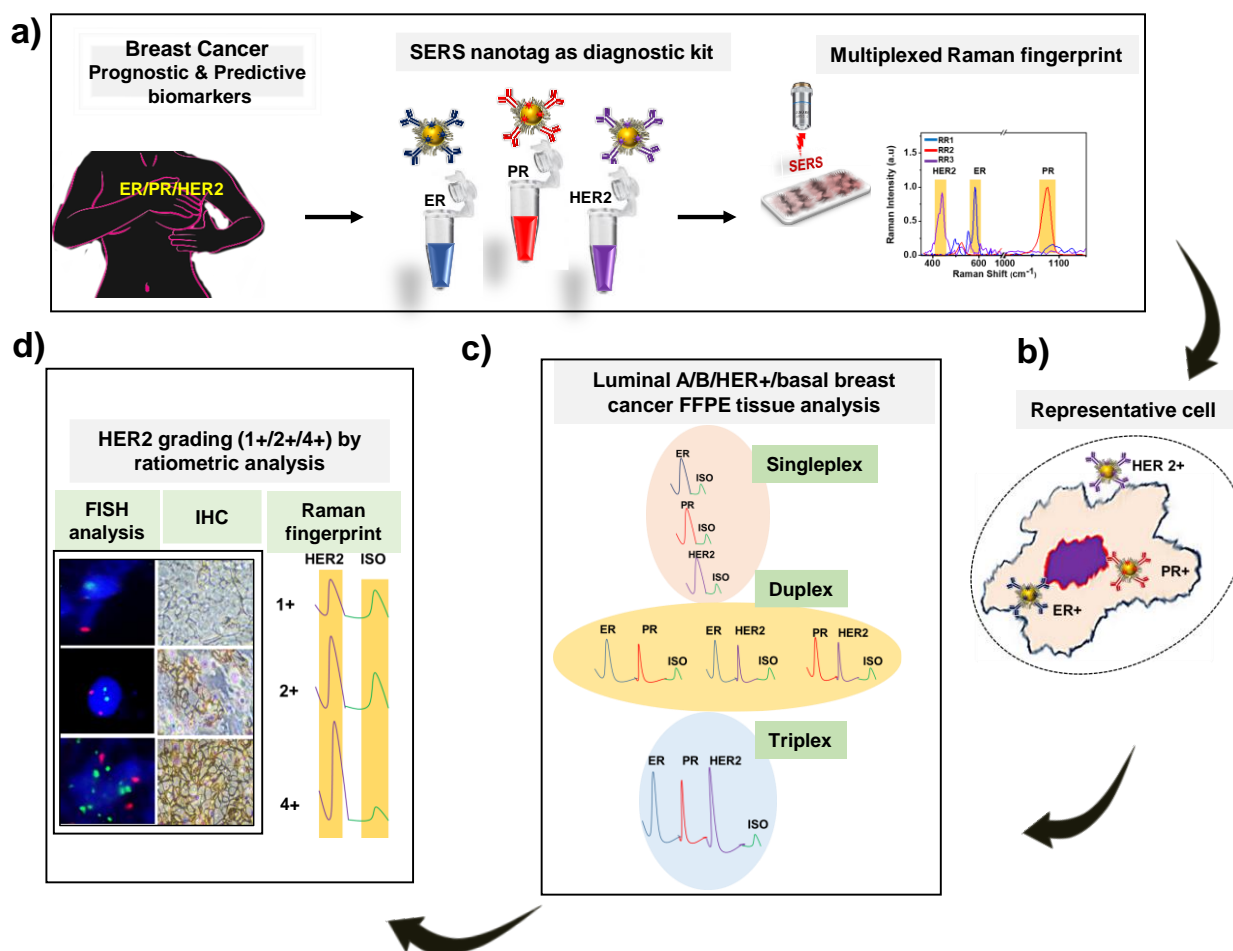 a)
Breast Cancer
Prognostic & Predictive
biomarkers
ER/PR/HER2
SERS nanotag as diagnostic kit
ER
PR
HER2
Multiplexed Raman fingerprint
SERS
RR1
RR2
RR3
HER2
ER
PR
Raman Intensity (a.u)
1.5
1.0
0.5
0.0
400
600
1000
1100
Raman Shift (cm⁻¹)
b)
Representative cell
HER 2+
PR+
ER+
c)
Luminal A/B/HER+/basal breast
cancer FFPE tissue analysis
Singleplex
ER
ISO
PR
ISO
HER2
ISO
Duplex
ER
PR
ISO
ER
HER2
ISO
PR
HER2
ISO
Triplex
ER
PR
HER2
ISO
d)
HER2 grading (1+/2+/4+) by
ratiometric analysis
FISH
analysis
IHC
Raman
fingerprint
HER2
ISO
1+
2+
4+